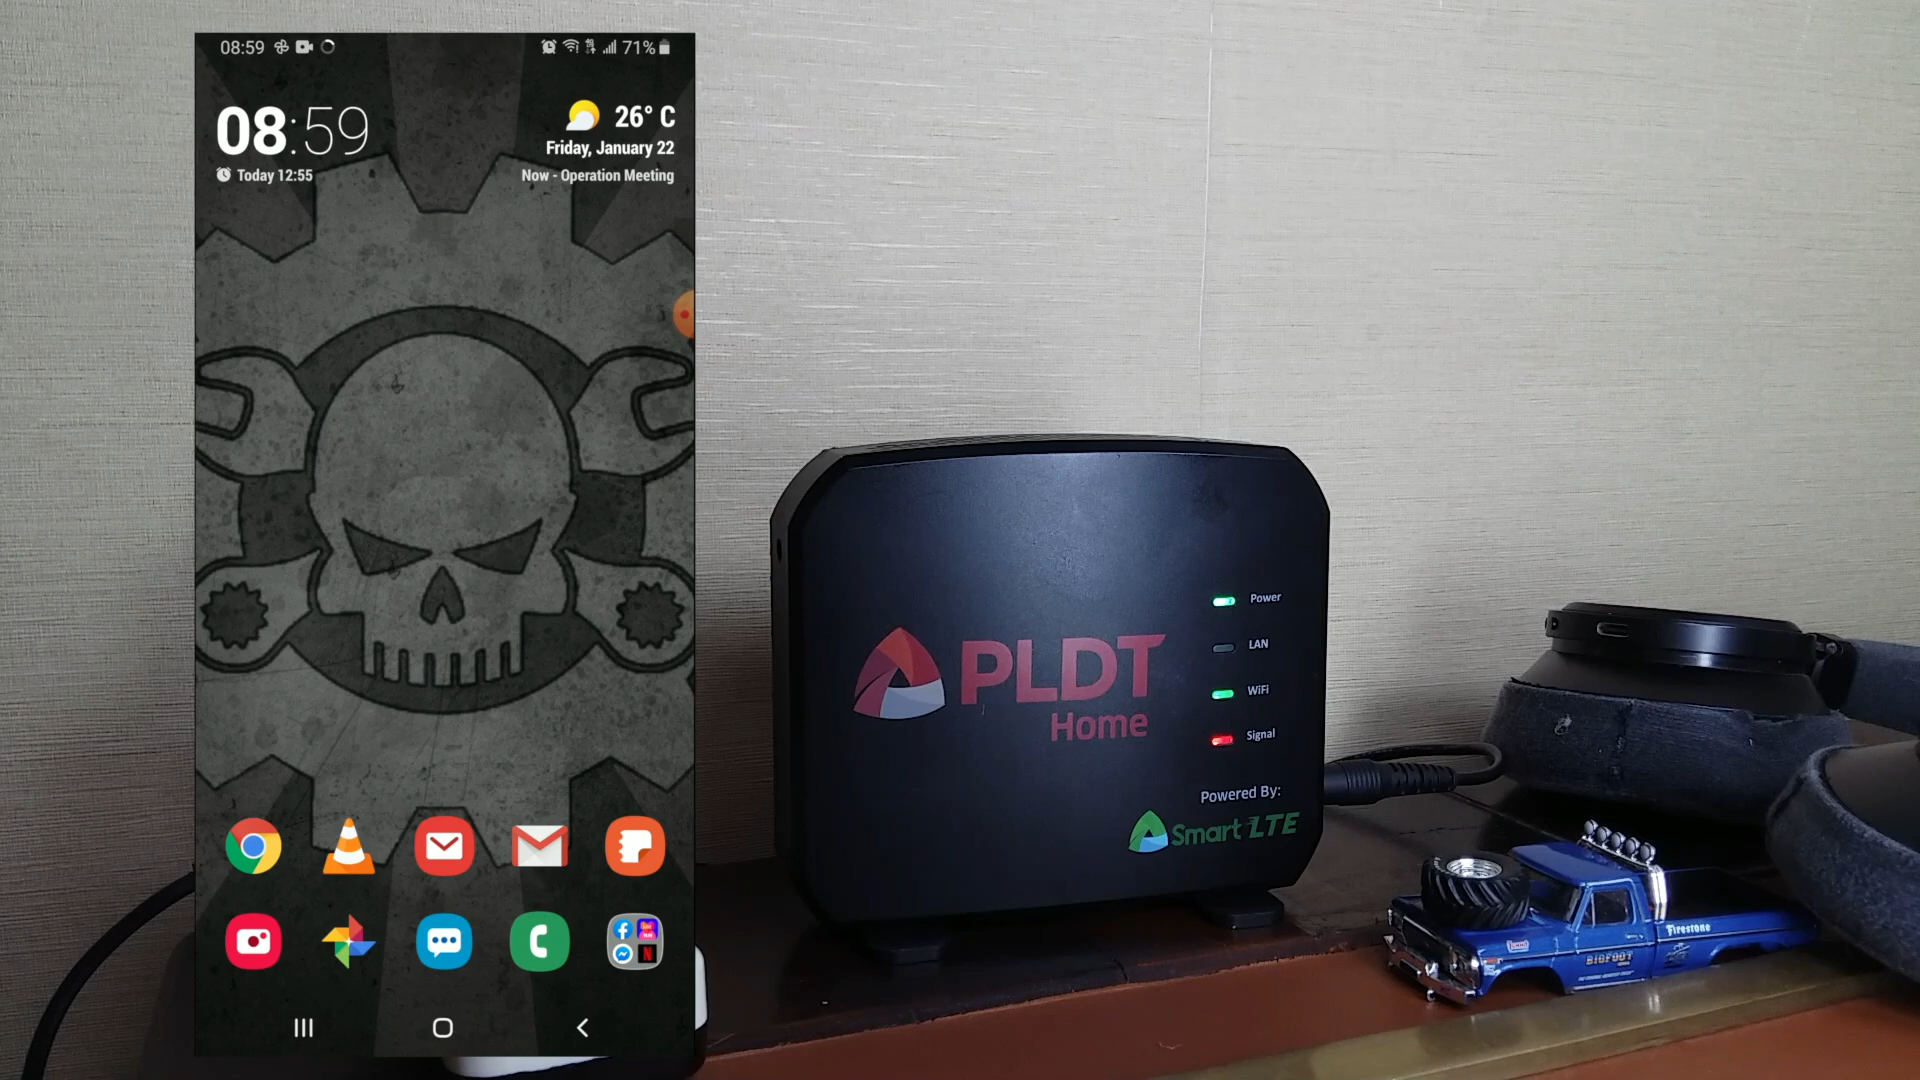 08:59
71%
08:59
26° C
Friday, January 22
Today 12:55
Now - Operation Meeting
Power
LAN
WiFi
Signal
PLDT
Home
Powered By:
Smart LTE
Firestone
BIGFOOT